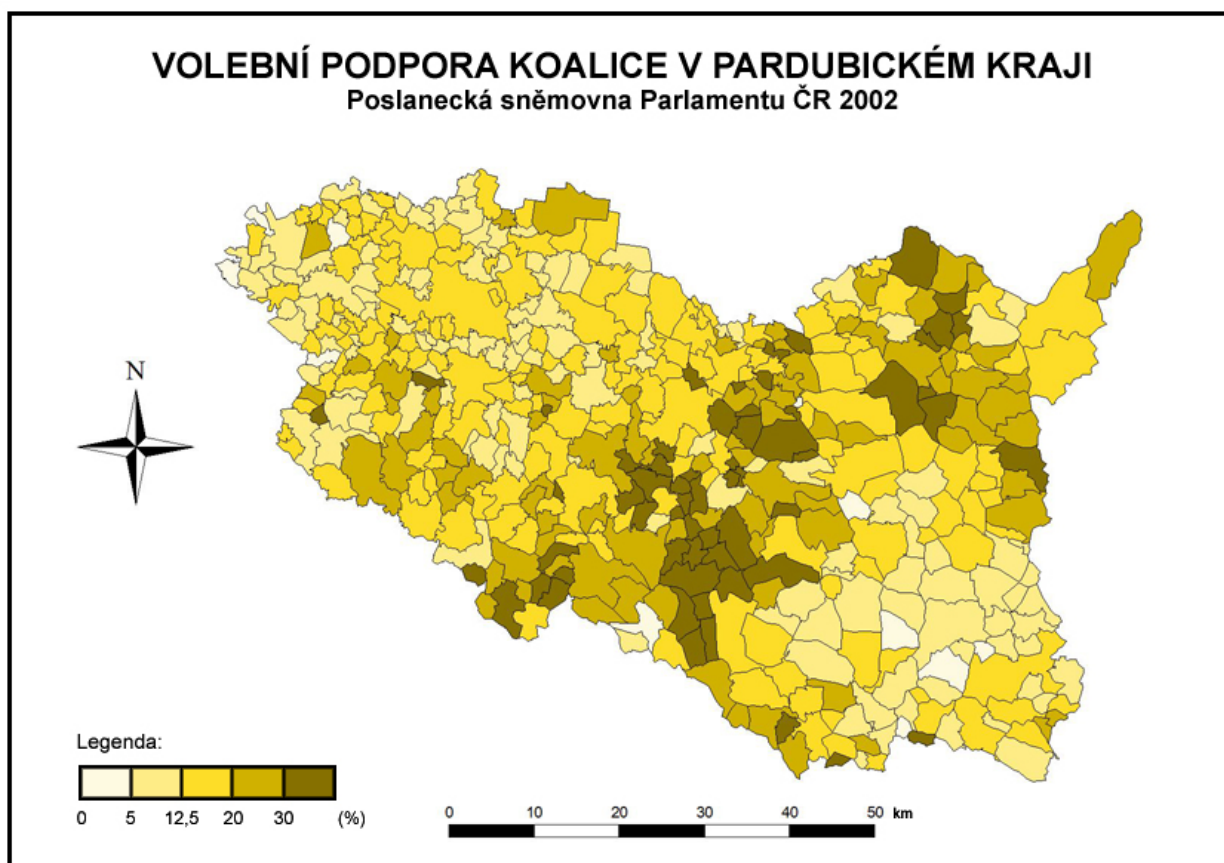 VOLEBNÍ PODPORA KOALICE V PARDUBICKÉM KRAJI
Poslanecká sněmovna Parlamentu ČR 2002
N
Legenda:
0 5 12,5 20 30 (%)
0 10 20 30 40 50 km